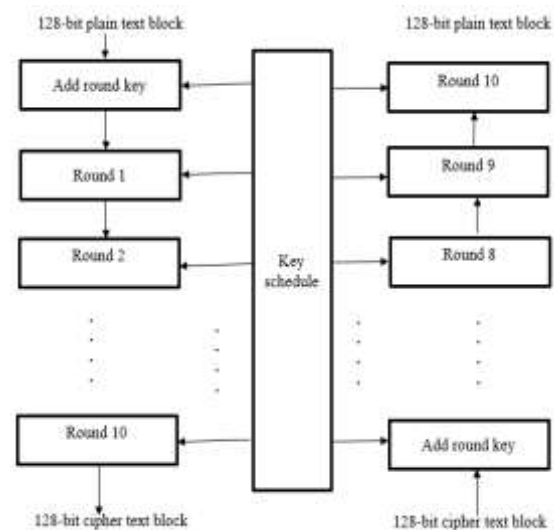 128-bit plain text block
128-bit plain text block
Add round key
Round 10
Round 1
Round 9
Round 2
Key
schedule
Round 8
Round 10
Add round key
128-bit cipher text block
128-bit cipher text block